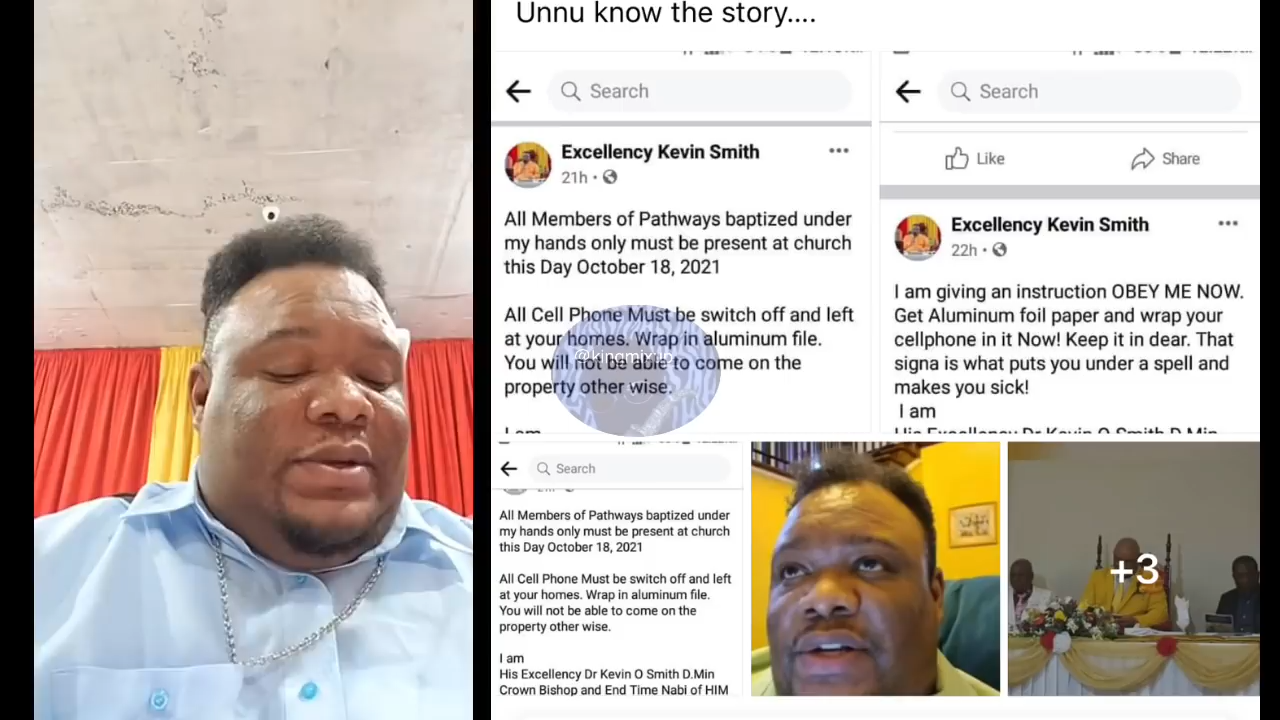 Unnu know the story....
Search
Excellency Kevin Smith
21h
All Members of Pathways baptized under
my hands only must be present at church
this Day October 18, 2021
All Cell Phone Must be switch off and left
at your homes. Wrap in aluminum file.
You will not be able to come on the
property other wise.
I am
@kingmixup
Search
Like Share
Excellency Kevin Smith
22h
I am giving an instruction OBEY ME NOW.
Get Aluminum foil paper and wrap your
cellphone in it Now! Keep it in dear. That
signa is what puts you under a spell and
makes you sick!
I am
His Excellency Dr Kevin O Smith D.Min
Search
All Members of Pathways baptized under
my hands only must be present at church
this Day October 18, 2021
All Cell Phone Must be switch off and left
at your homes. Wrap in aluminum file.
You will not be able to come on the
property other wise.
I am
His Excellency Dr Kevin O Smith D.Min
Crown Bishop and End Time Nabi of HIM
+3